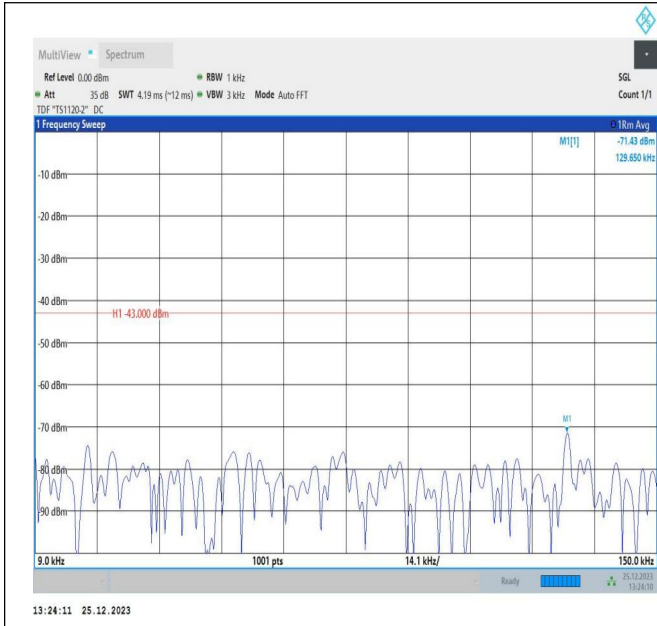 MultiView Spectrum
Ref Level 0.00 dBm RBW 1 kHz SGL
Att 35 dB SWT 4.19 ms (~12 ms) VBW 3 kHz Mode Auto FFT Count 1/1
TDF "TS1120-2" DC
1 Frequency Sweep 1Rm Avg
M1[1] -71.43 dBm
129.650 kHz
-10 dBm
-20 dBm
-30 dBm
-40 dBm
H1 -43.000 dBm
-50 dBm
-60 dBm
M1
-70 dBm
-80 dBm
-90 dBm
9.0 kHz 1001 pts 14.1 kHz/ 150.0 kHz
Ready 25.12.2023
13:24:10
13:24:11 25.12.2023